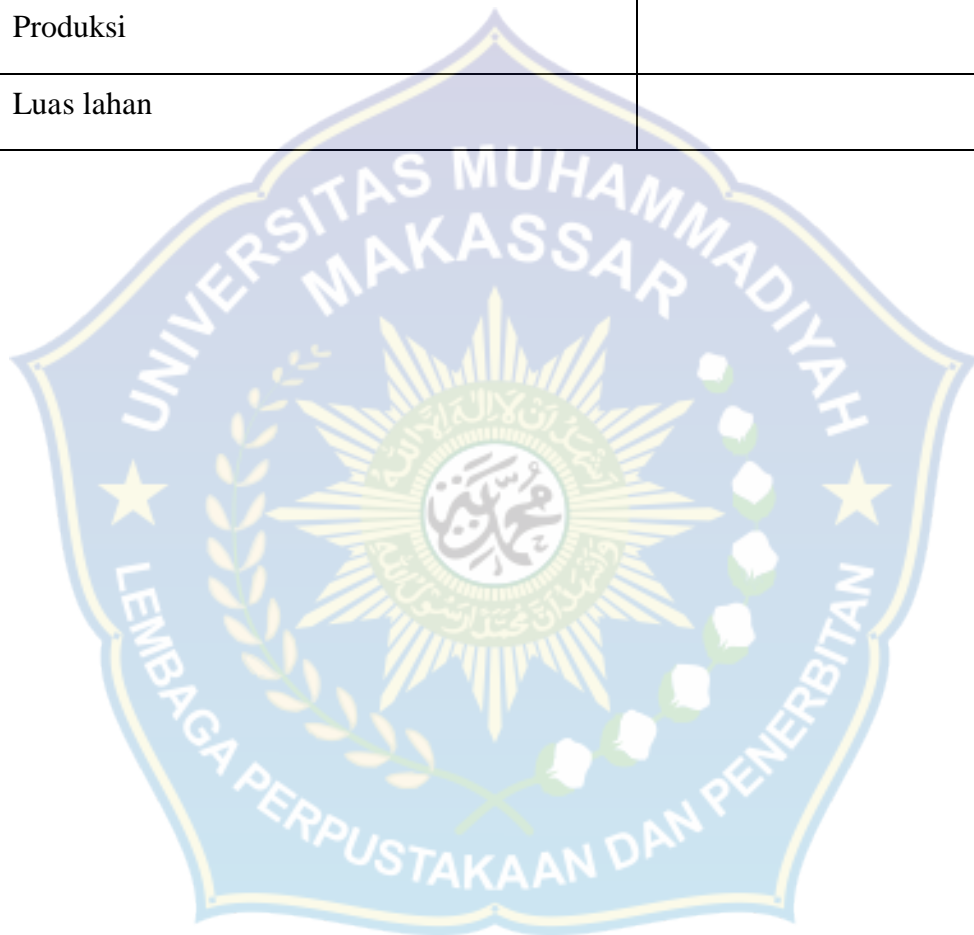 Produksi
Luas lahan
UNIVERSITAS MUHAMMADIYAH
MAKASSAR
LEMBAGA PERPUSTAKAAN DAN PENERBITAN